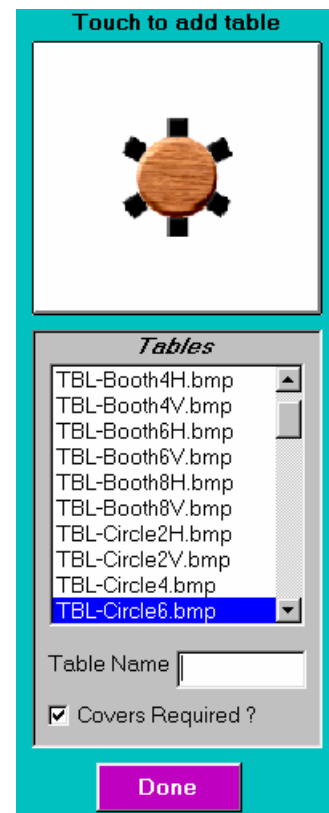 Touch to add table
Tables
TBL-Booth4H.bmp
TBL-Booth4V.bmp
TBL-Booth6H.bmp
TBL-Booth6V.bmp
TBL-Booth8H.bmp
TBL-Booth8V.bmp
TBL-Circle2H.bmp
TBL-Circle2V.bmp
TBL-Circle4.bmp
TBL-Circle6.bmp
Table Name
Covers Required ?
Done